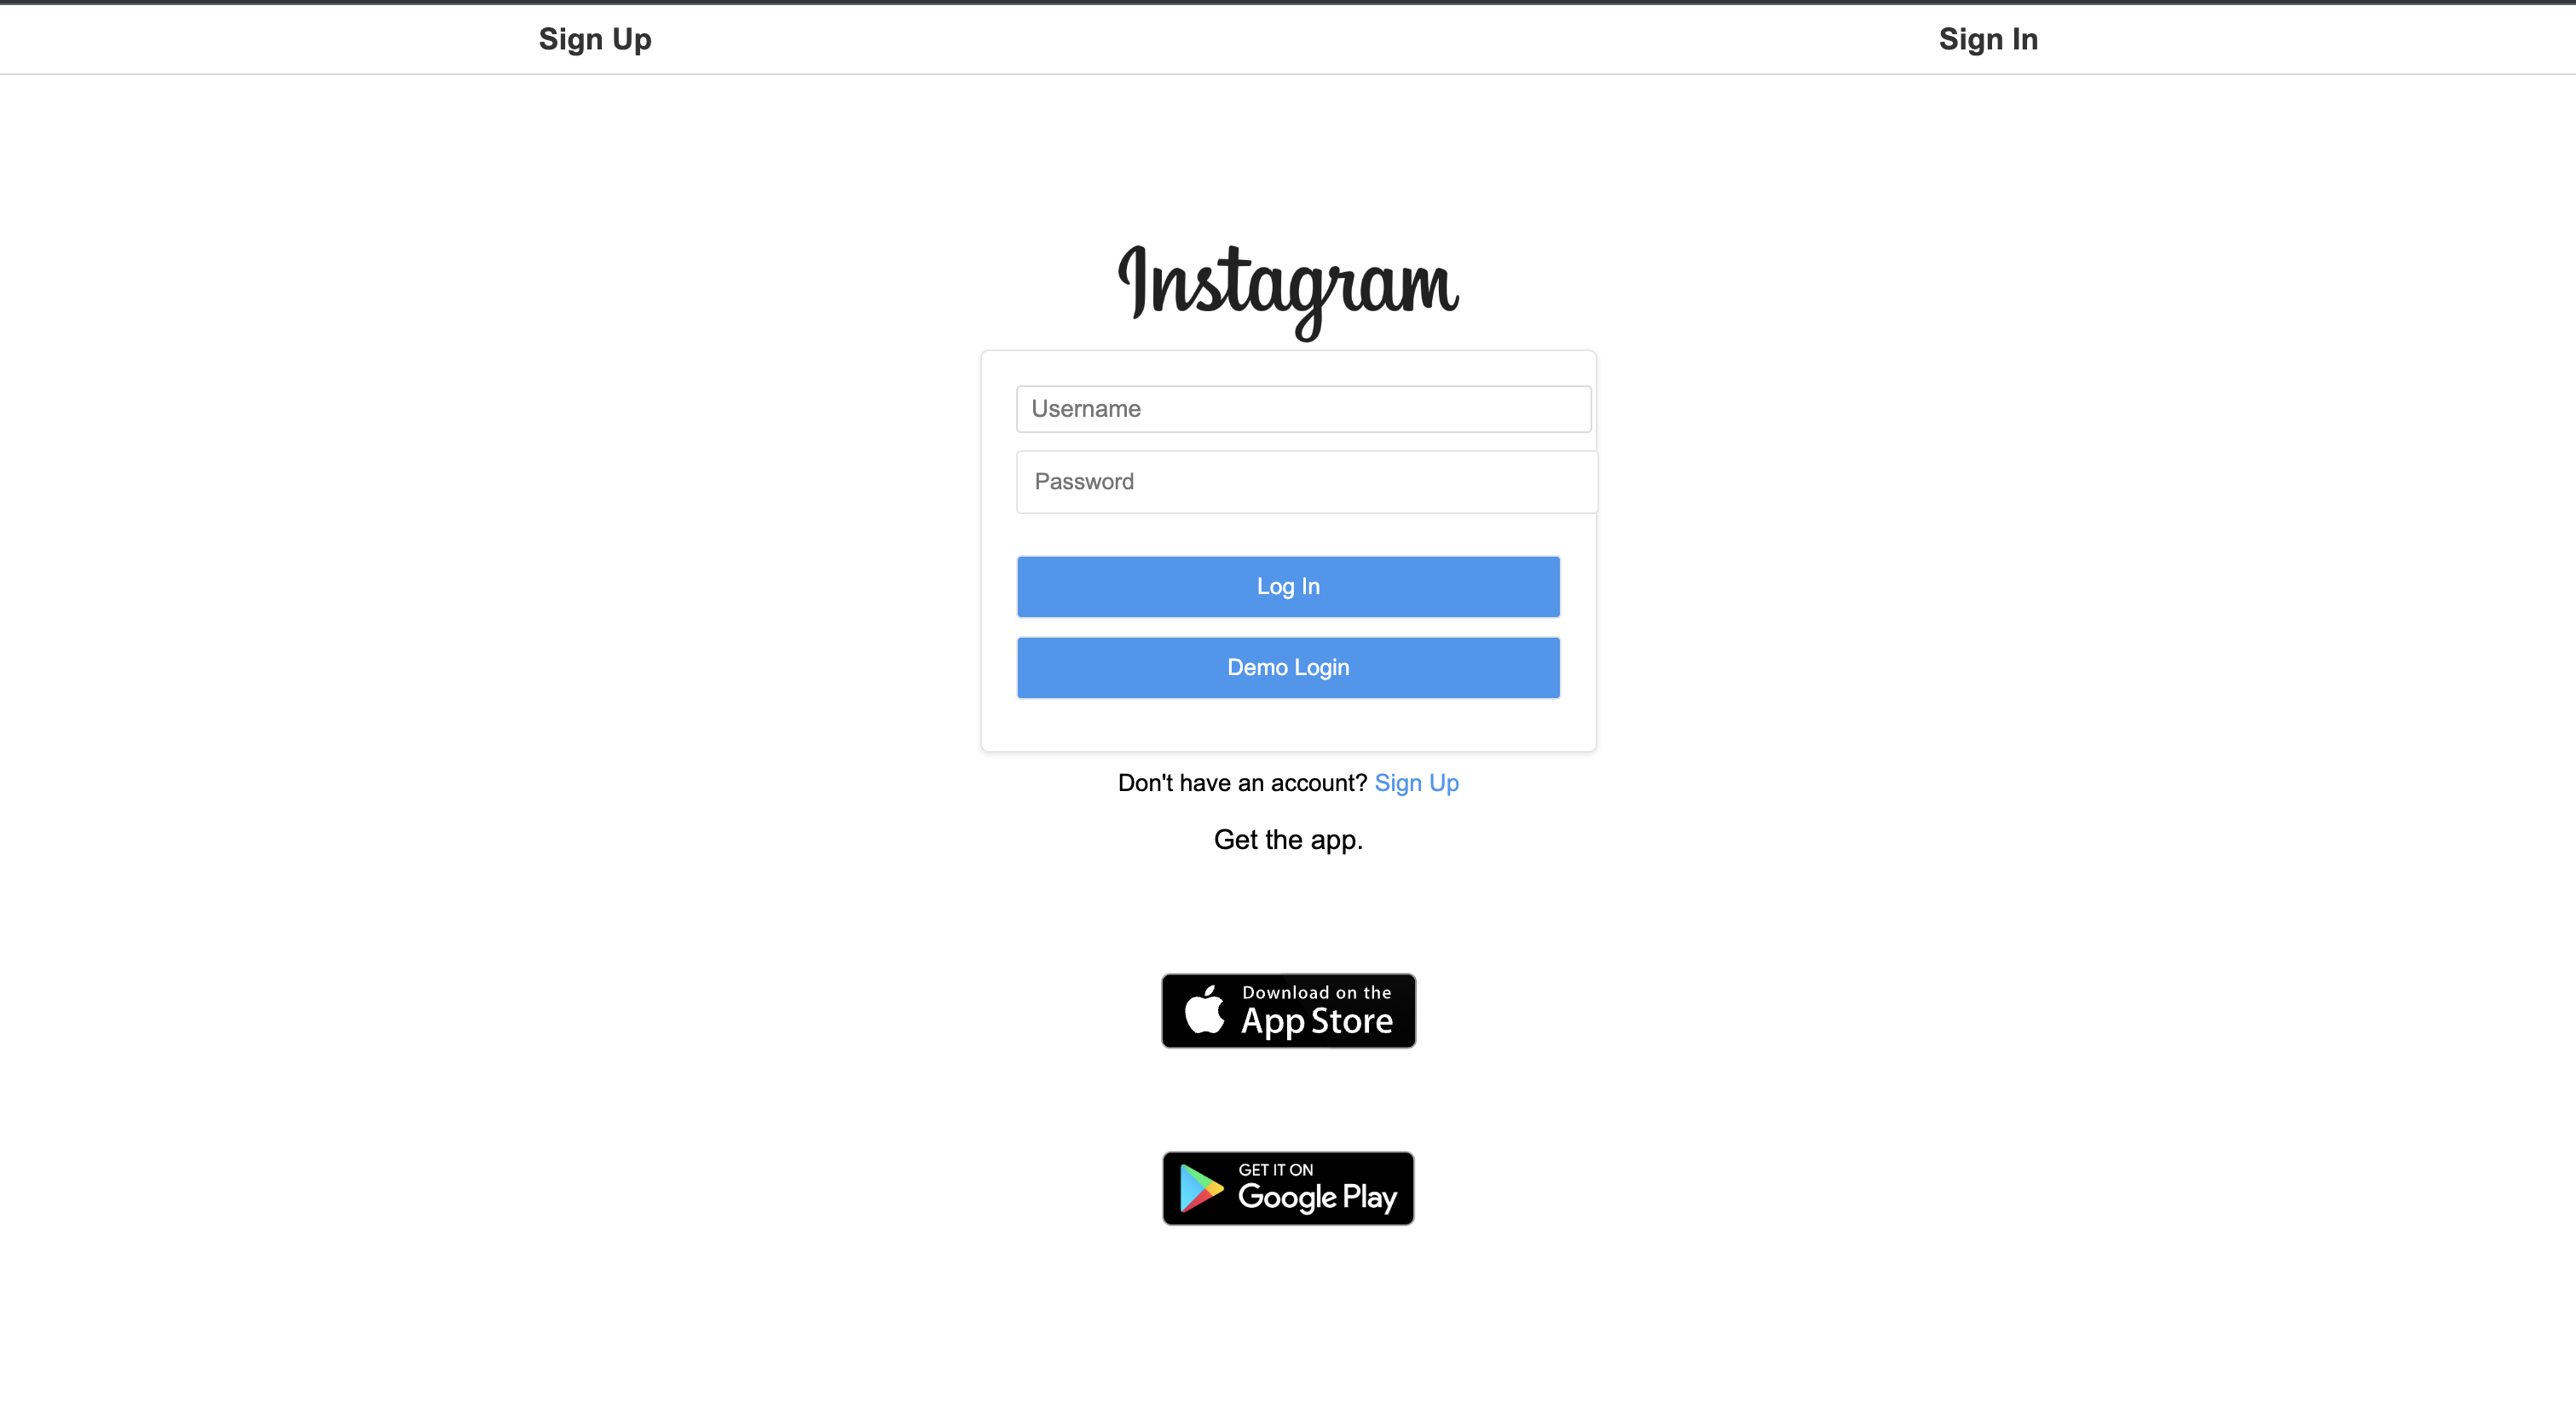 Sign Up
Sign In
Instagram
Username
Password
Log In
Demo Login
Don't have an account? Sign Up
Get the app.
Download on the
App Store
GET IT ON
Google Play